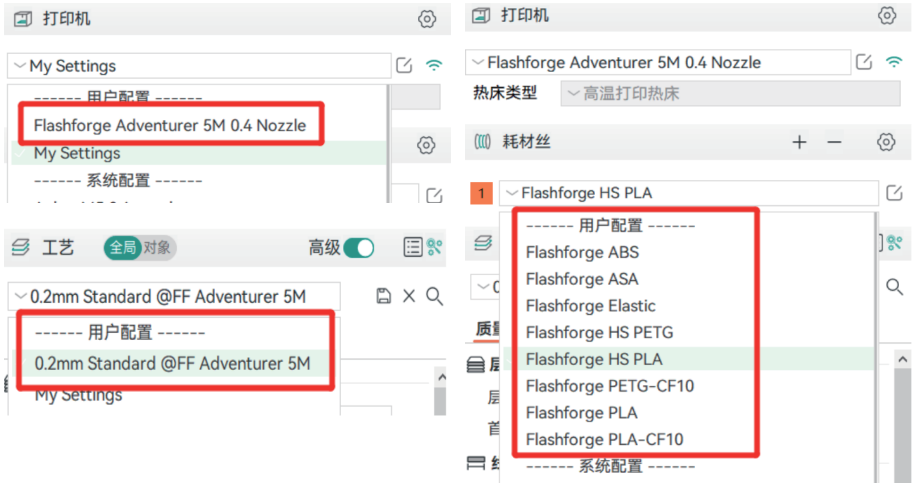 打印机
My Settings
------ 用户配置 ------
Flashforge Adventurer 5M 0.4 Nozzle
My Settings
------ 系统配置 ------
工艺
全局 对象
高级
0.2mm Standard @FF Adventurer 5M
------ 用户配置 ------
0.2mm Standard @FF Adventurer 5M
My Settings
打印机
Flashforge Adventurer 5M 0.4 Nozzle
热床类型 高温打印热床
耗材丝
1 Flashforge HS PLA
------ 用户配置 ------
Flashforge ABS
Flashforge ASA
Flashforge Elastic
Flashforge HS PETG
Flashforge HS PLA
Flashforge PETG-CF10
Flashforge PLA
Flashforge PLA-CF10
------ 系统配置 ------
质量
层
首